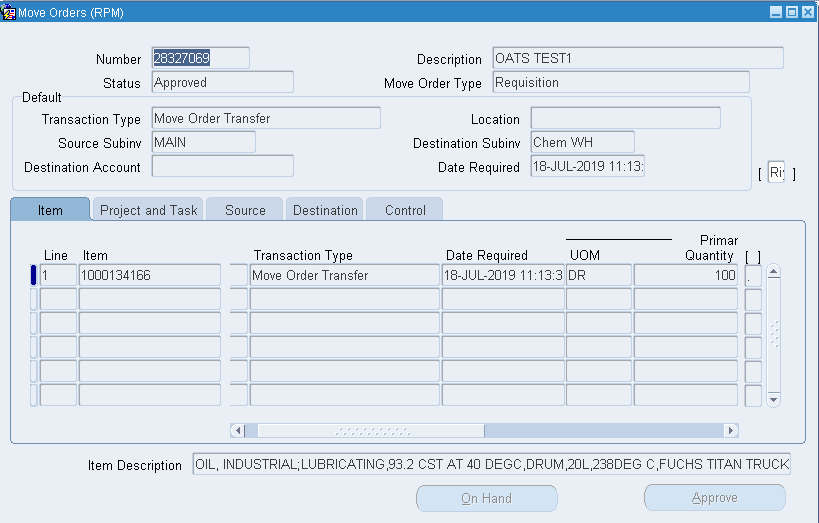 Move Orders (RPM)
Number 28327069 Description OATS TEST1
Status Approved Move Order Type Requisition
Default
Transaction Type Move Order Transfer Location
Source Subinv MAIN Destination Subinv Chem WH
Destination Account Date Required 18-JUL-2019 11:13:
[ Ri ]
Item Project and Task Source Destination Control
Primar
Line Item Transaction Type Date Required UOM Quantity [ ]
1 1000134166 Move Order Transfer 18-JUL-2019 11:13:3 DR 100 .
Item Description OIL, INDUSTRIAL;LUBRICATING,93.2 CST AT 40 DEGC,DRUM,20L,238DEG C,FUCHS TITAN TRUCK
On Hand Approve